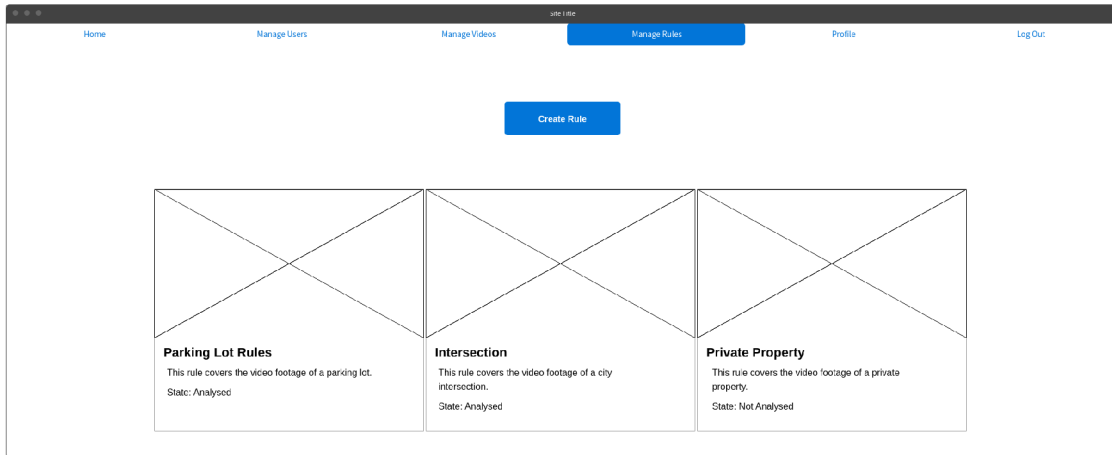 Site Title
Home Manage Users Manage Videos Manage Rules Profile Log Out
Create Rule
Parking Lot Rules
This rule covers the video footage of a parking lot.
State: Analysed
Intersection
This rule covers the video footage of a city
intersection.
State: Analysed
Private Property
This rule covers the video footage of a private
property.
State: Not Analysed